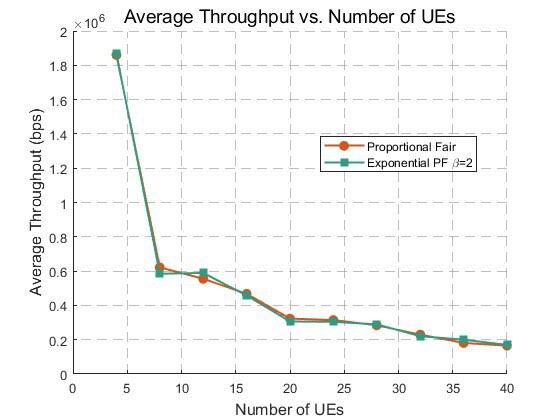 Average Throughput vs. Number of UEs
×10⁶
2
1.8
1.6
1.4
1.2
1
0.8
0.6
0.4
0.2
0
Average Throughput (bps)
Proportional Fair
Exponential PF β=2
0 5 10 15 20 25 30 35 40
Number of UEs